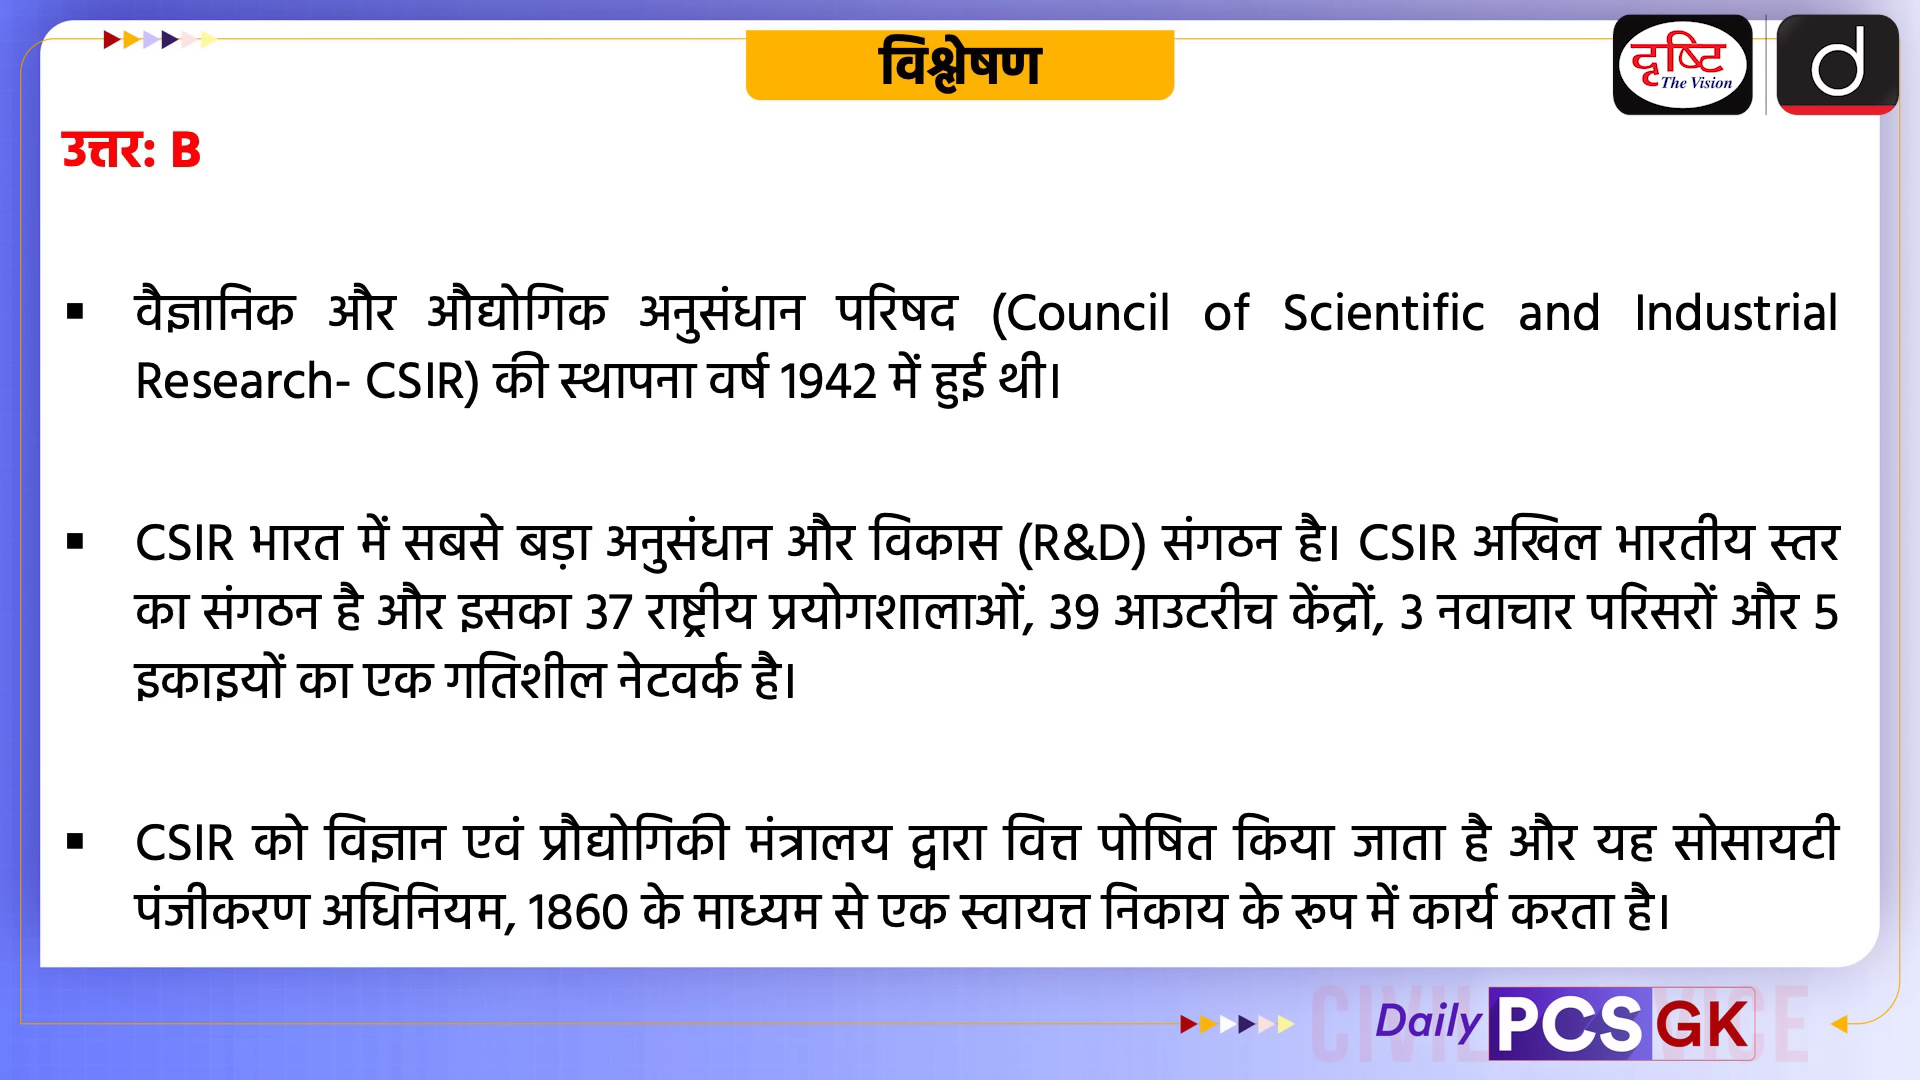 विश्लेषण
दृष्टि
The Vision
d
उत्तर: B
▪ वैज्ञानिक और औद्योगिक अनुसंधान परिषद (Council of Scientific and Industrial
Research- CSIR) की स्थापना वर्ष 1942 में हुई थी।
▪ CSIR भारत में सबसे बड़ा अनुसंधान और विकास (R&D) संगठन है। CSIR अखिल भारतीय स्तर
का संगठन है और इसका 37 राष्ट्रीय प्रयोगशालाओं, 39 आउटरीच केंद्रों, 3 नवाचार परिसरों और 5
इकाइयों का एक गतिशील नेटवर्क है।
▪ CSIR को विज्ञान एवं प्रौद्योगिकी मंत्रालय द्वारा वित्त पोषित किया जाता है और यह सोसायटी
पंजीकरण अधिनियम, 1860 के माध्यम से एक स्वायत्त निकाय के रूप में कार्य करता है।
Daily PCS GK